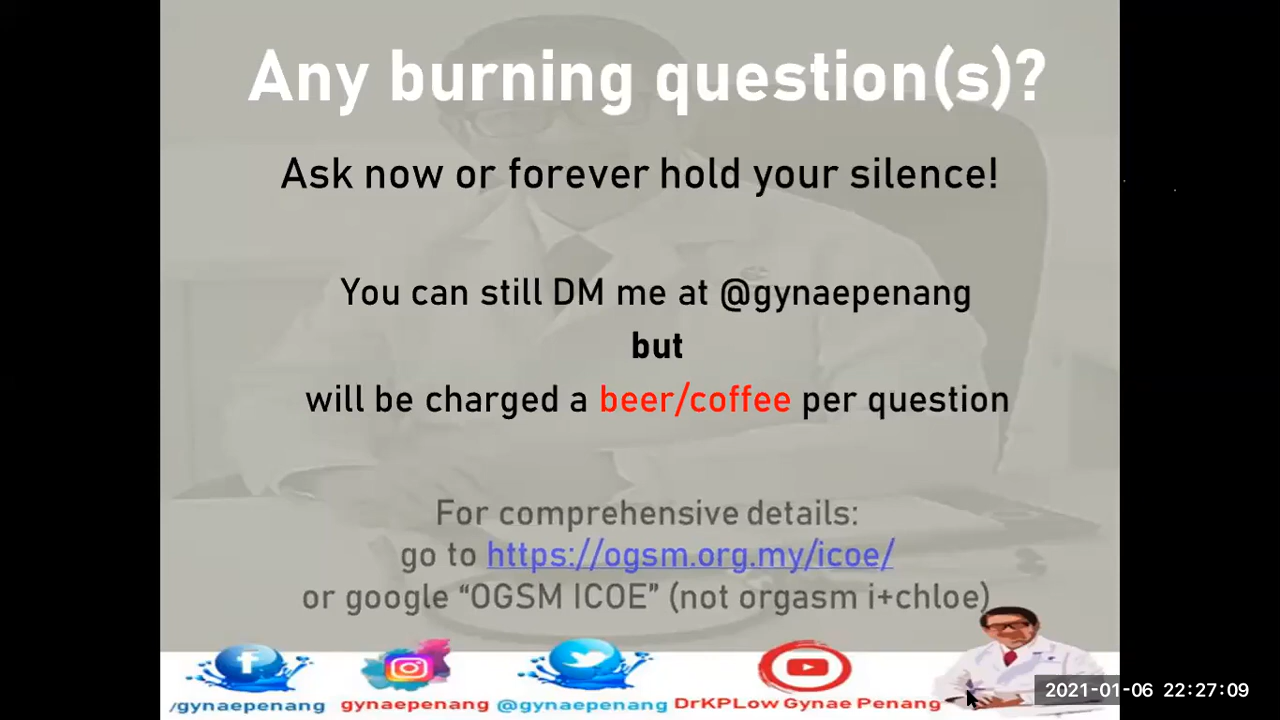 Any burning question(s)?
Ask now or forever hold your silence!
You can still DM me at @gynaepenang
but
will be charged a beer/coffee per question
For comprehensive details:
go to https://ogsm.org.my/icoe/
or google “OGSM ICOE” (not orgasm i+chloe)
/gynaepenang gynaepenang @gynaepenang DrKPLow Gynae Penang
2021-01-06 22:27:09